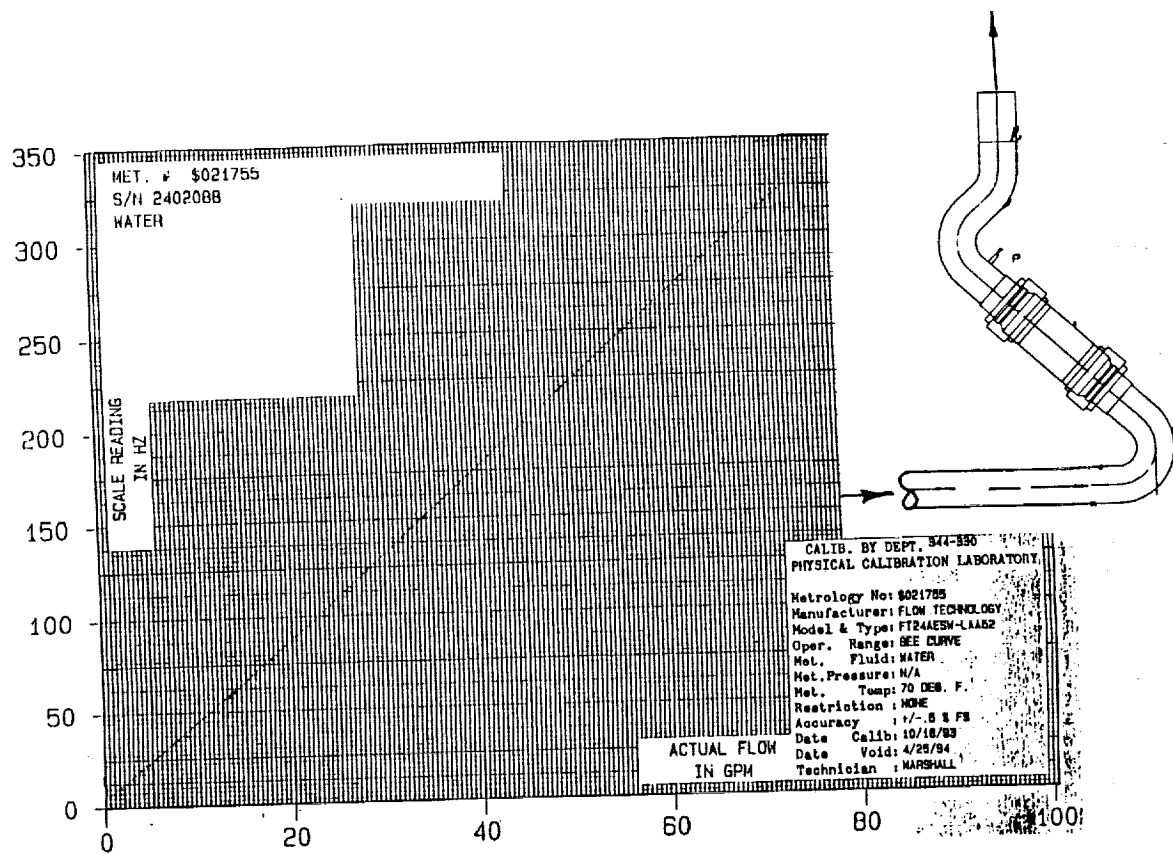 350
300
250
200
150
100
50
0
0
20
40
60
80
100
MET. # $021755
S/N 2402088
WATER
SCALE READING
IN HZ
ACTUAL FLOW
IN GPM
P
CALIB. BY DEPT. 944-330
PHYSICAL CALIBRATION LABORATORY
Metrology No: $021755
Manufacturer: FLOW TECHNOLOGY
Model & Type: FT24AESW-LAA52
Oper. Range: SEE CURVE
Met. Fluid: WATER
Met.Pressure: N/A
Met. Temp: 70 DEG. F.
Restriction : NONE
Accuracy : +/-.5 % FS
Date Calib: 10/18/93
Date Void: 4/25/94
Technician : MARSHALL